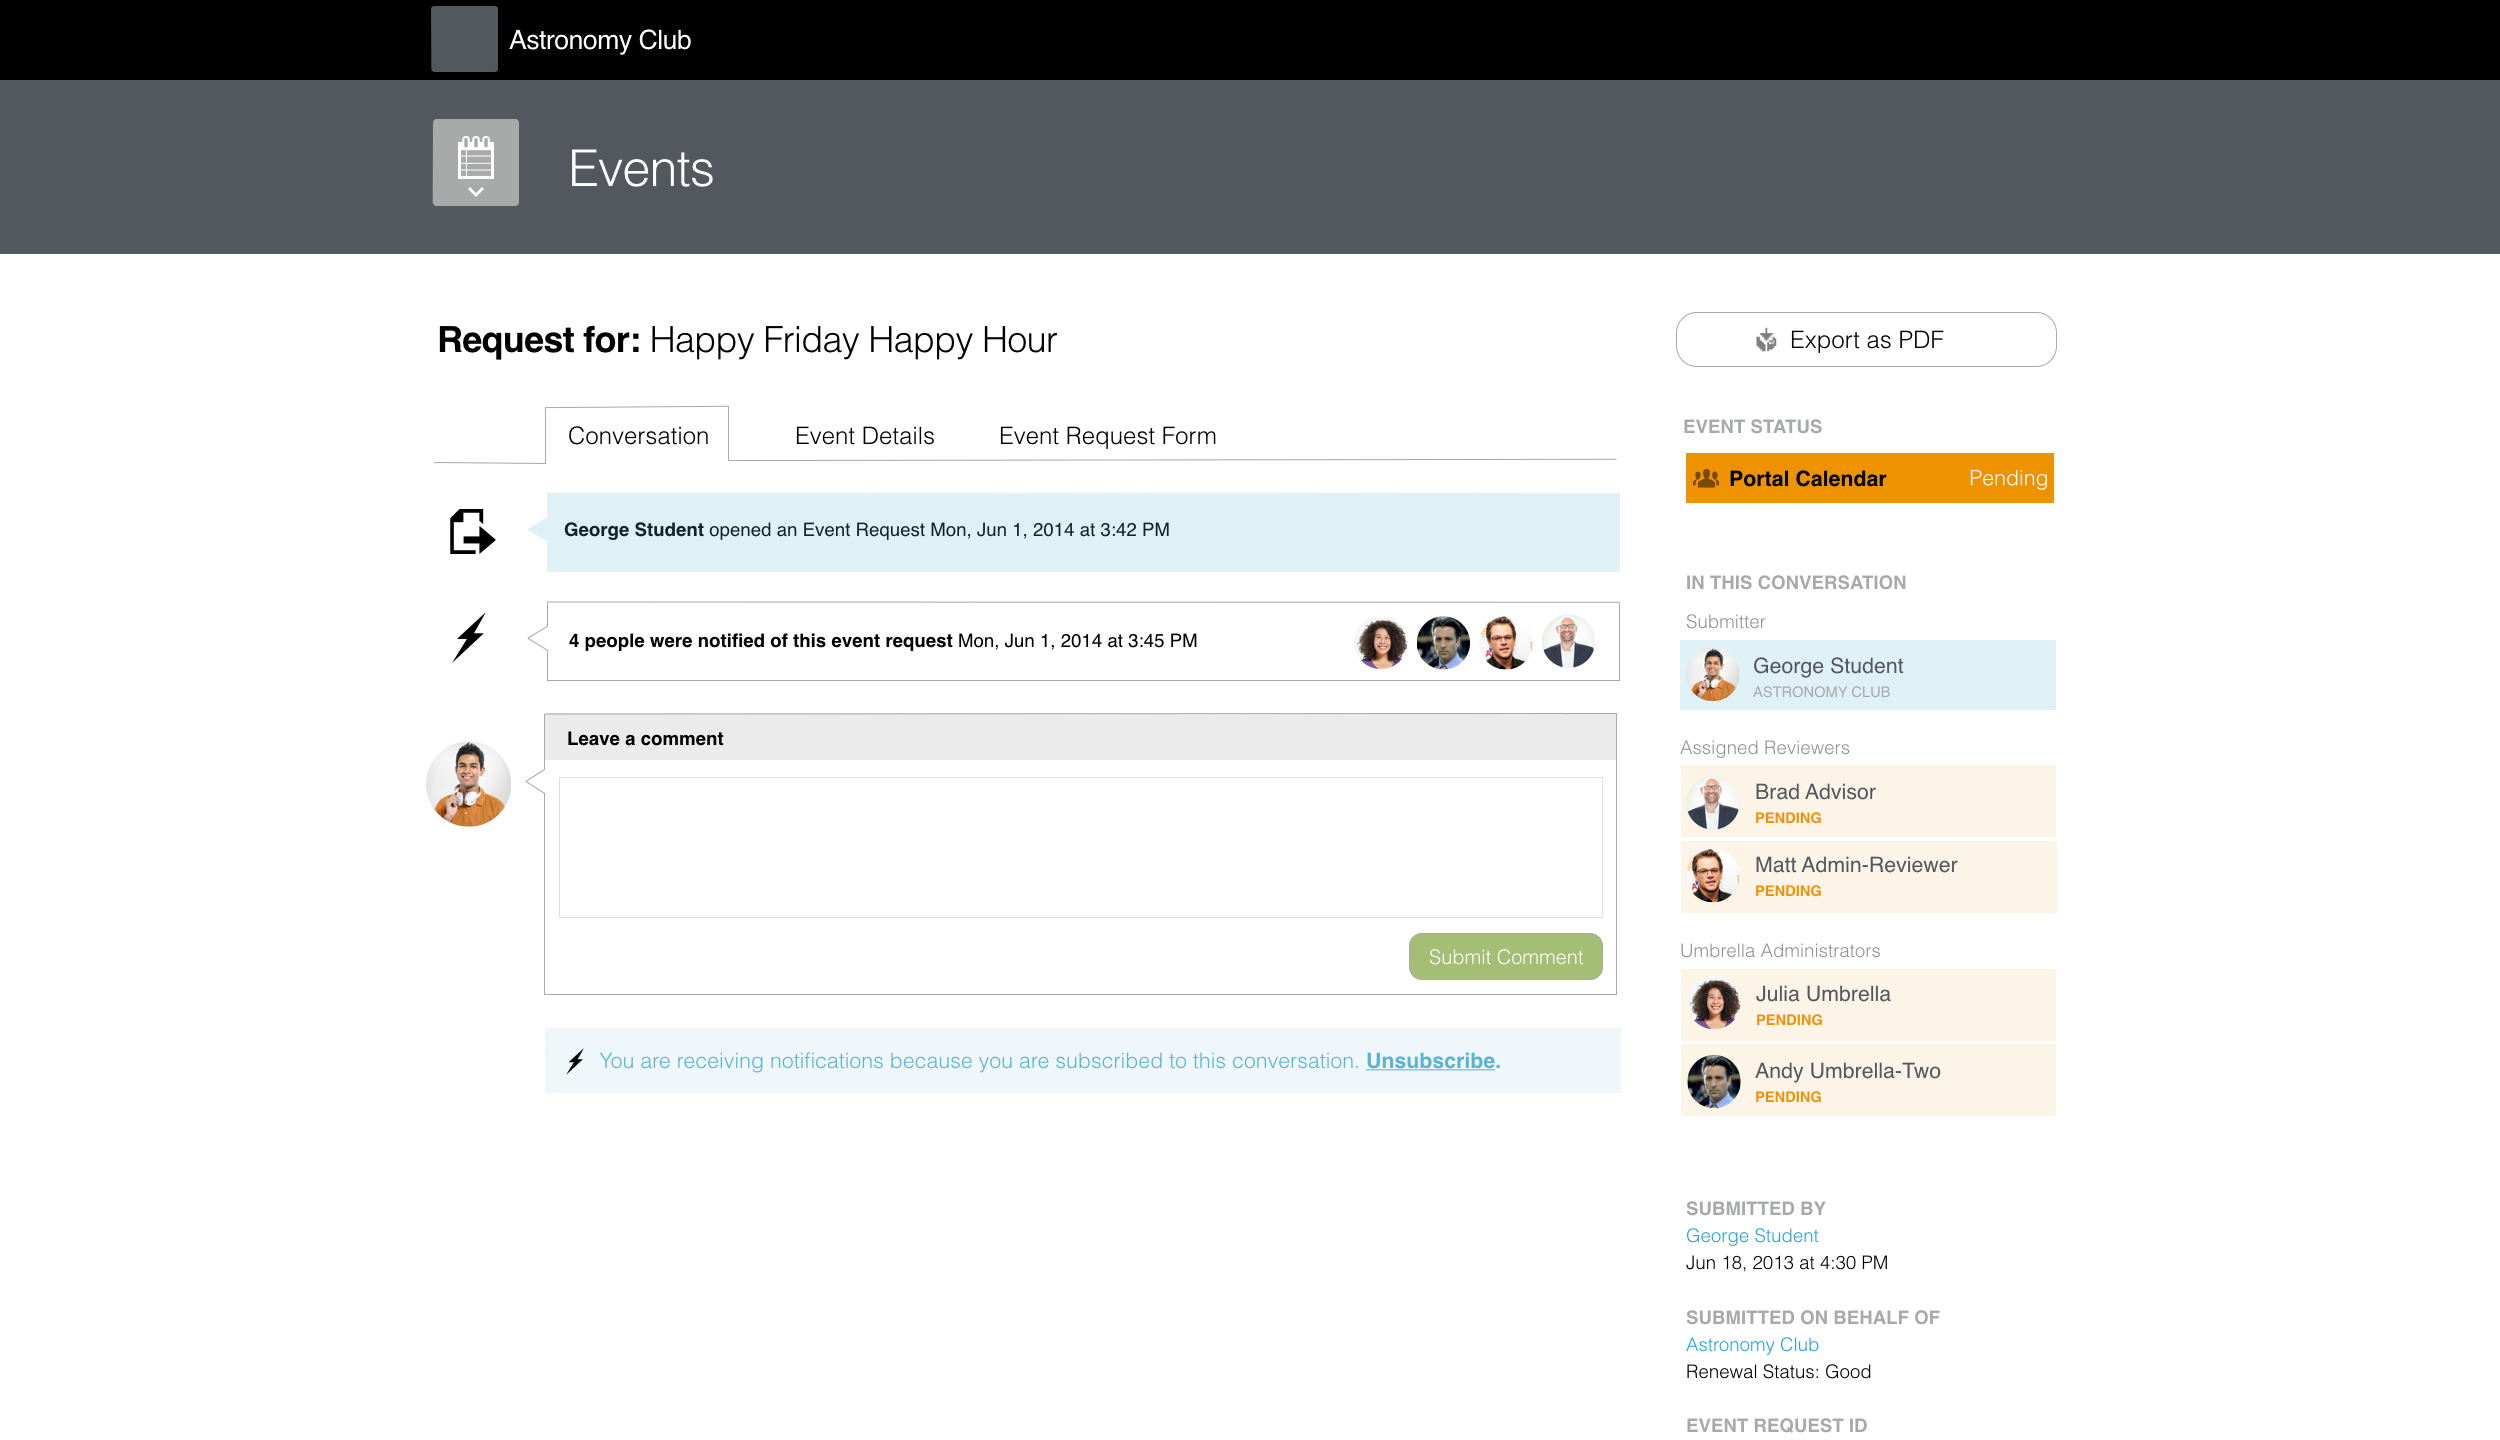 Astronomy Club
Events
Request for: Happy Friday Happy Hour
Export as PDF
Conversation
Event Details
Event Request Form
George Student opened an Event Request Mon, Jun 1, 2014 at 3:42 PM
4 people were notified of this event request Mon, Jun 1, 2014 at 3:45 PM
Leave a comment
Submit Comment
You are receiving notifications because you are subscribed to this conversation. Unsubscribe.
EVENT STATUS
Portal Calendar Pending
IN THIS CONVERSATION
Submitter
George Student
ASTRONOMY CLUB
Assigned Reviewers
Brad Advisor
PENDING
Matt Admin-Reviewer
PENDING
Umbrella Administrators
Julia Umbrella
PENDING
Andy Umbrella-Two
PENDING
SUBMITTED BY
George Student
Jun 18, 2013 at 4:30 PM
SUBMITTED ON BEHALF OF
Astronomy Club
Renewal Status: Good
EVENT REQUEST ID